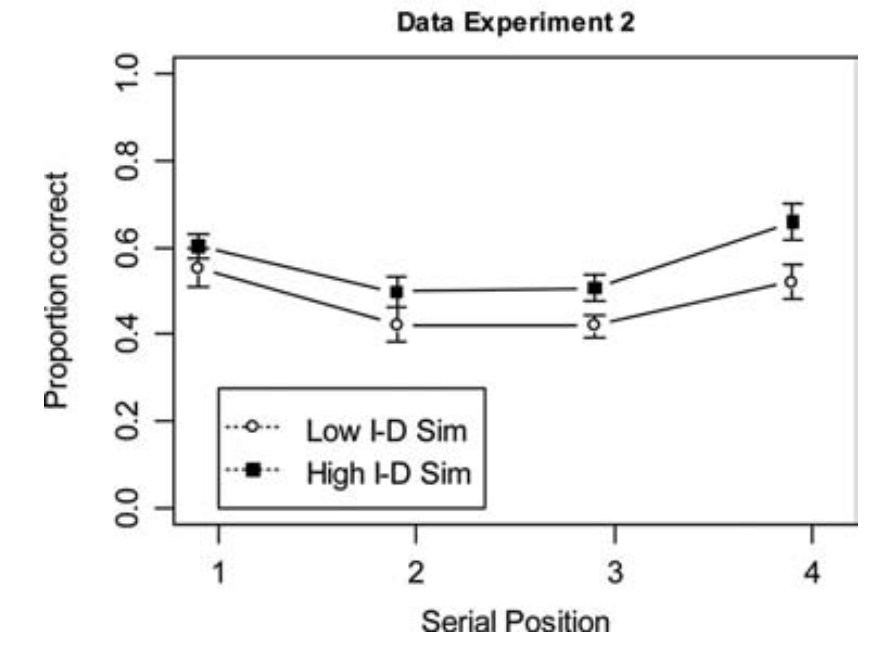 Data Experiment 2
Proportion correct
1.0
0.8
0.6
0.4
0.2
0.0
Low I-D Sim
High I-D Sim
1 2 3 4
Serial Position